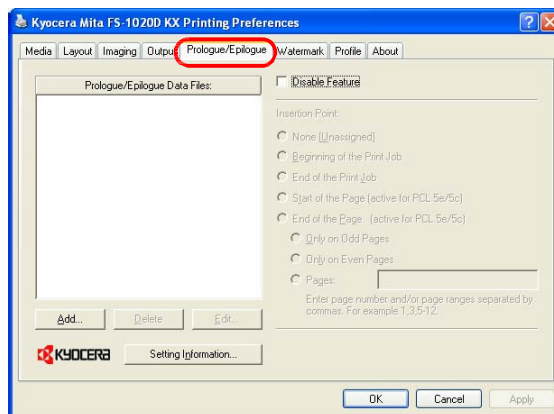 Kyocera Mita FS-1020D KX Printing Preferences
Media Layout Imaging Output Prologue/Epilogue Watermark Profile About
Prologue/Epilogue Data Files:
Disable Feature
Insertion Point:
None (Unassigned)
Beginning of the Print Job
End of the Print Job
Start of the Page (active for PCL 5e/5c)
End of the Page (active for PCL 5e/5c)
Only on Odd Pages
Only on Even Pages
Pages:
Enter page number and/or page ranges separated by
commas. For example 1,3,5-12
Add... Delete Edit...
KYOCERA
Setting Information...
OK Cancel Apply